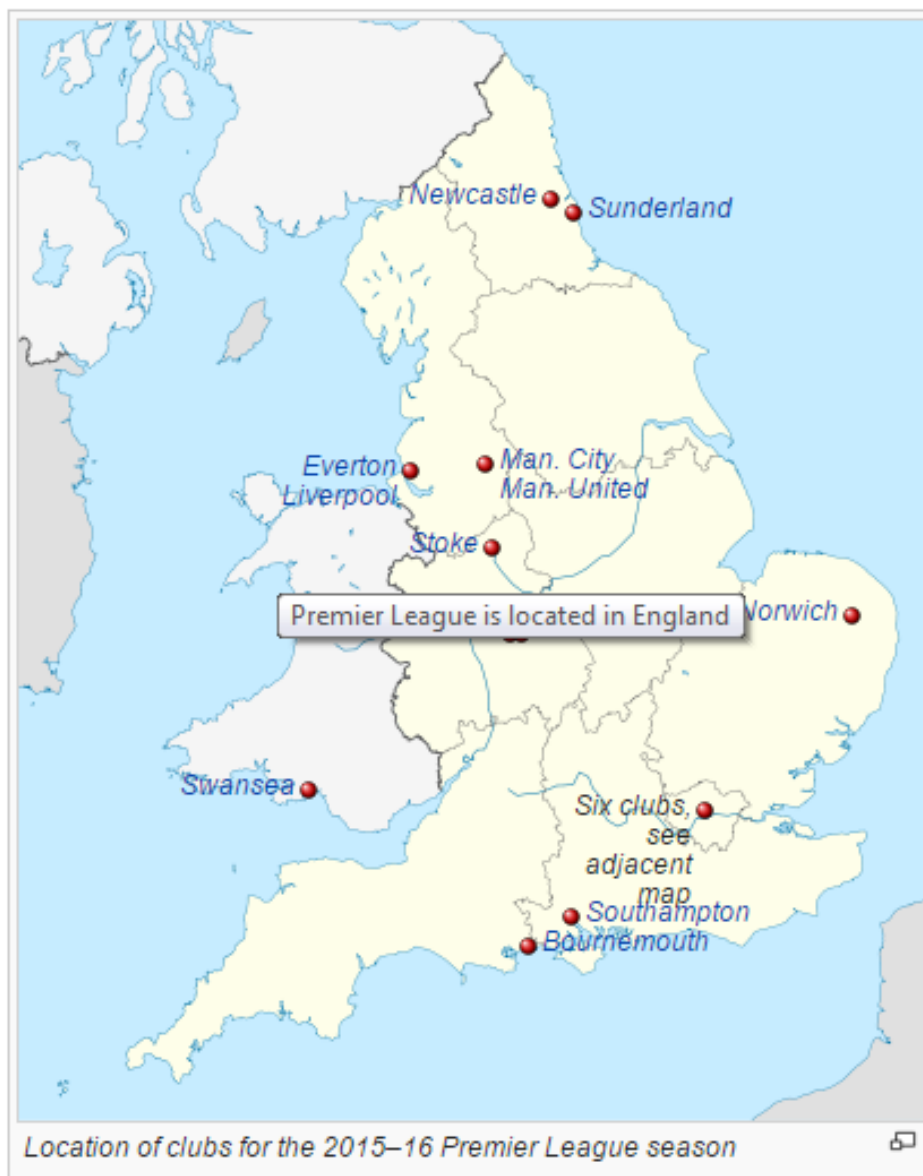 Newcastle
Sunderland
Everton
Liverpool
Man. City
Man. United
Stoke
Premier League is located in England
Norwich
Swansea
Six clubs,
see
adjacent
map
Southampton
Bournemouth
Location of clubs for the 2015–16 Premier League season